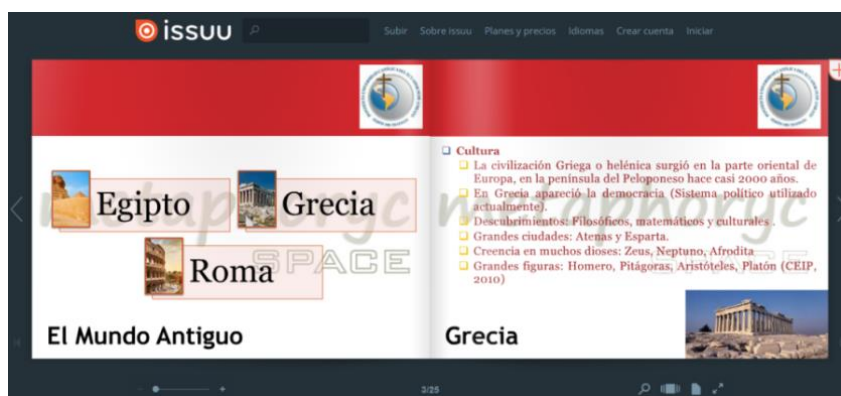 issuu
Subir Sobre issuu Planes y precios Idiomas Crear cuenta Iniciar
Egipto
Grecia
Roma
El Mundo Antiguo
Cultura
La civilización Griega o helénica surgió en la parte oriental de
Europa, en la península del Peloponeso hace casi 2000 años.
En Grecia apareció la democracia (Sistema político utilizado
actualmente).
Descubrimientos: Filosóficos, matemáticos y culturales .
Grandes ciudades: Atenas y Esparta.
Creencia en muchos dioses: Zeus, Neptuno, Afrodita
Grandes figuras: Homero, Pitágoras, Aristóteles, Platón (CEIP,
2010)
Grecia
metaphoryc
SPACE
metaphoryc
SPACE
3/25